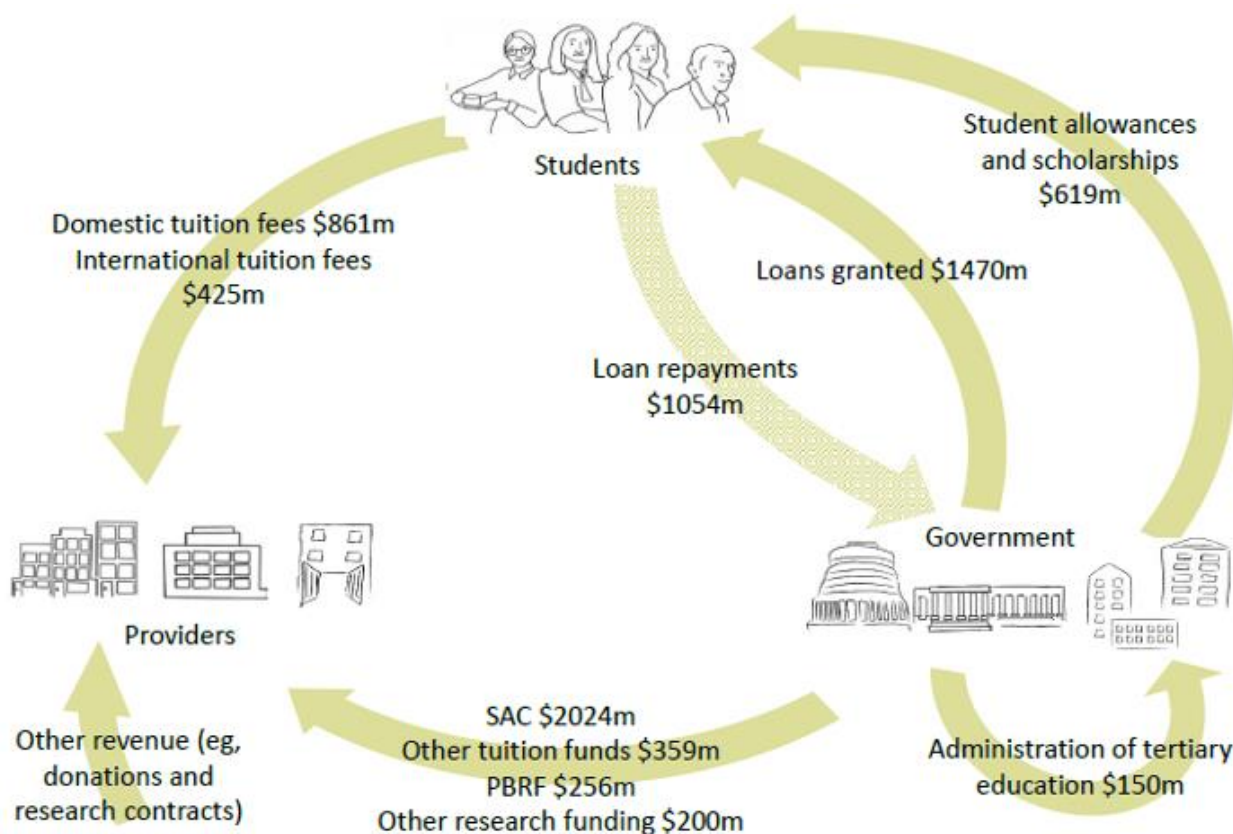 Students
Student allowances
and scholarships
$619m
Domestic tuition fees $861m
International tuition fees
$425m
Loans granted $1470m
Loan repayments
$1054m
Government
Providers
Other revenue (eg,
donations and
research contracts)
SAC $2024m
Other tuition funds $359m
PBRF $256m
Other research funding $200m
Administration of tertiary
education $150m